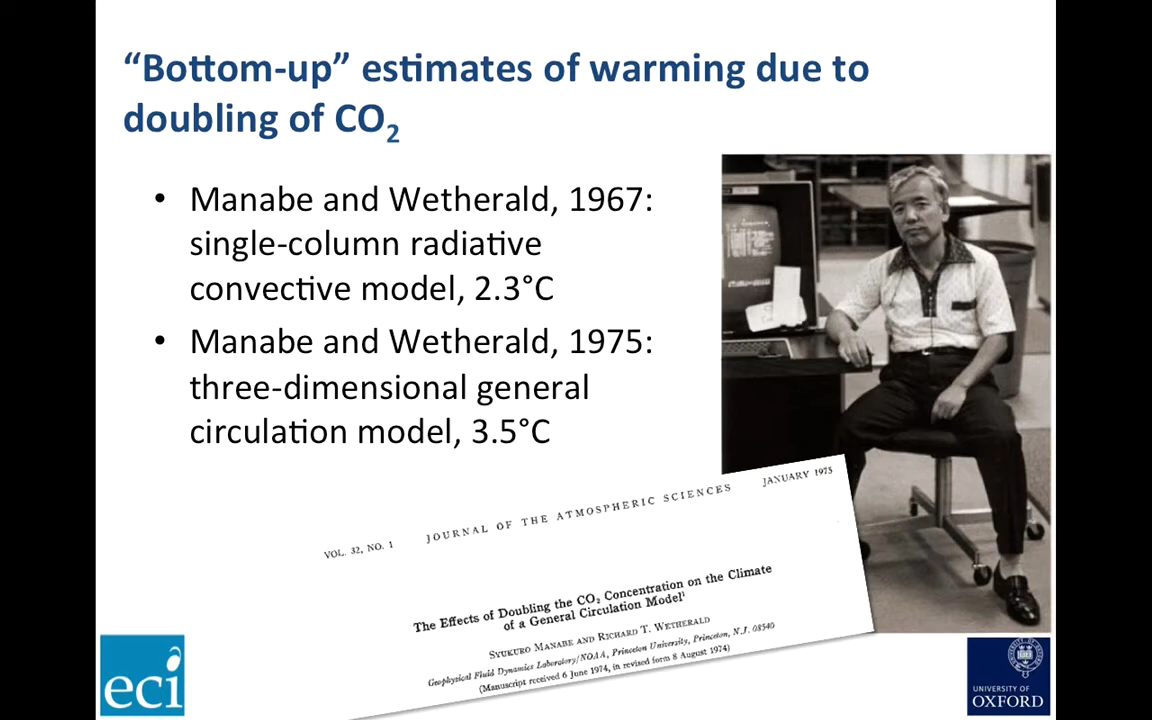 “Bottom-up” estimates of warming due to
doubling of CO₂
• Manabe and Wetherald, 1967:
single-column radiative
convective model, 2.3°C
• Manabe and Wetherald, 1975:
three-dimensional general
circulation model, 3.5°C
VOL. 32, NO. 1 JOURNAL OF THE ATMOSPHERIC SCIENCES JANUARY 1975
The Effects of Doubling the CO₂ Concentration on the Climate
of a General Circulation Model¹
SYUKURO MANABE AND RICHARD T. WETHERALD
Geophysical Fluid Dynamics Laboratory/NOAA, Princeton University, Princeton, N.J. 08540
(Manuscript received 6 June 1974, in revised form 8 August 1974)
eci
UNIVERSITY OF
OXFORD